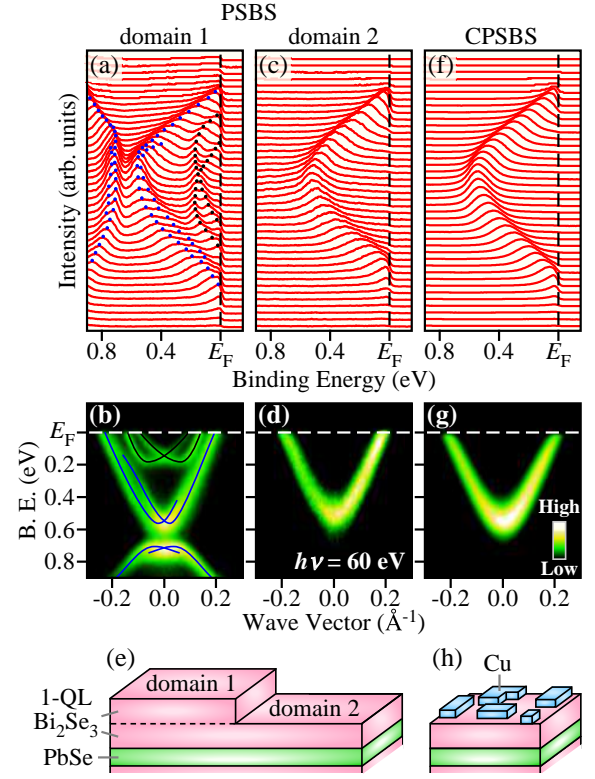 PSBS
domain 1
domain 2
CPSBS
(a)
(c)
(f)
Intensity (arb. units)
0.8
0.4
EF
0.8
0.4
EF
0.8
0.4
EF
Binding Energy (eV)
(b)
(d)
(g)
EF
0.2
0.4
0.6
0.8
B. E. (eV)
hν = 60 eV
High
Low
-0.2
0.0
0.2
-0.2
0.0
0.2
-0.2
0.0
0.2
Wave Vector (Å-1)
(e)
(h)
domain 1
domain 2
1-QL
Bi2Se3
PbSe
Cu